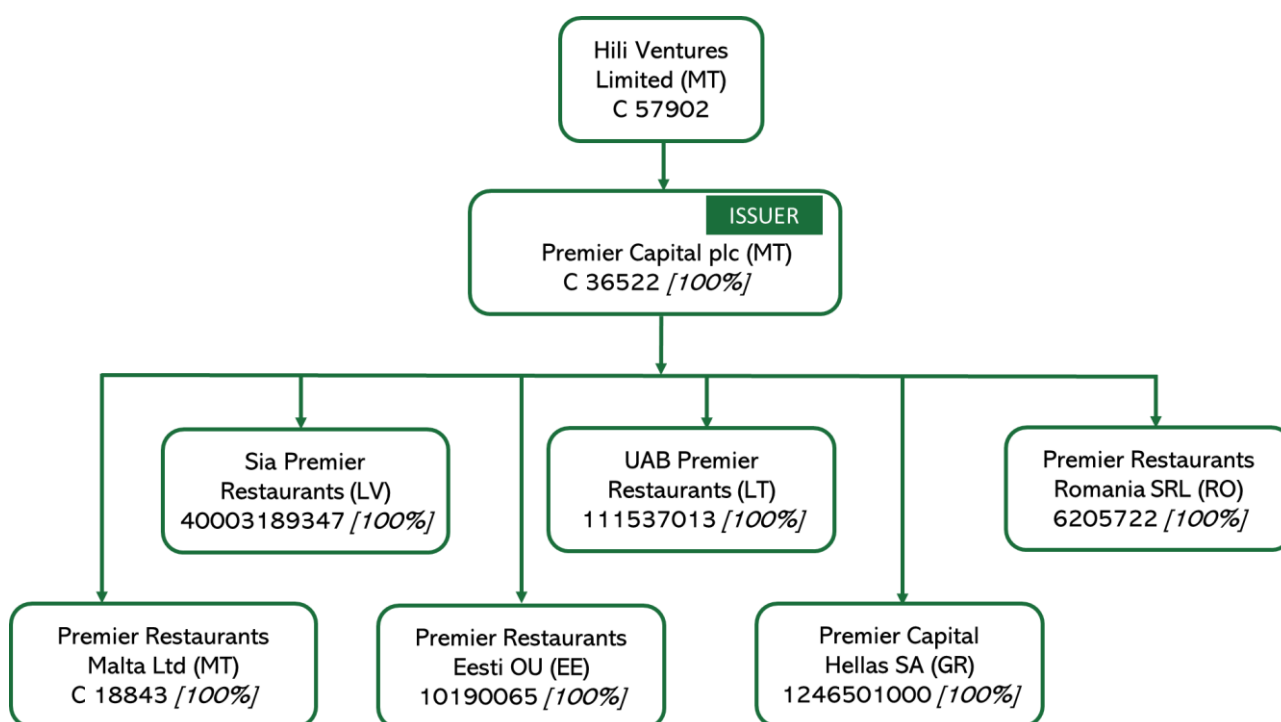 Hili Ventures
Limited (MT)
C 57902
ISSUER
Premier Capital plc (MT)
C 36522 [100%]
Sia Premier
Restaurants (LV)
40003189347 [100%]
UAB Premier
Restaurants (LT)
111537013 [100%]
Premier Restaurants
Romania SRL (RO)
6205722 [100%]
Premier Restaurants
Malta Ltd (MT)
C 18843 [100%]
Premier Restaurants
Eesti OU (EE)
10190065 [100%]
Premier Capital
Hellas SA (GR)
1246501000 [100%]